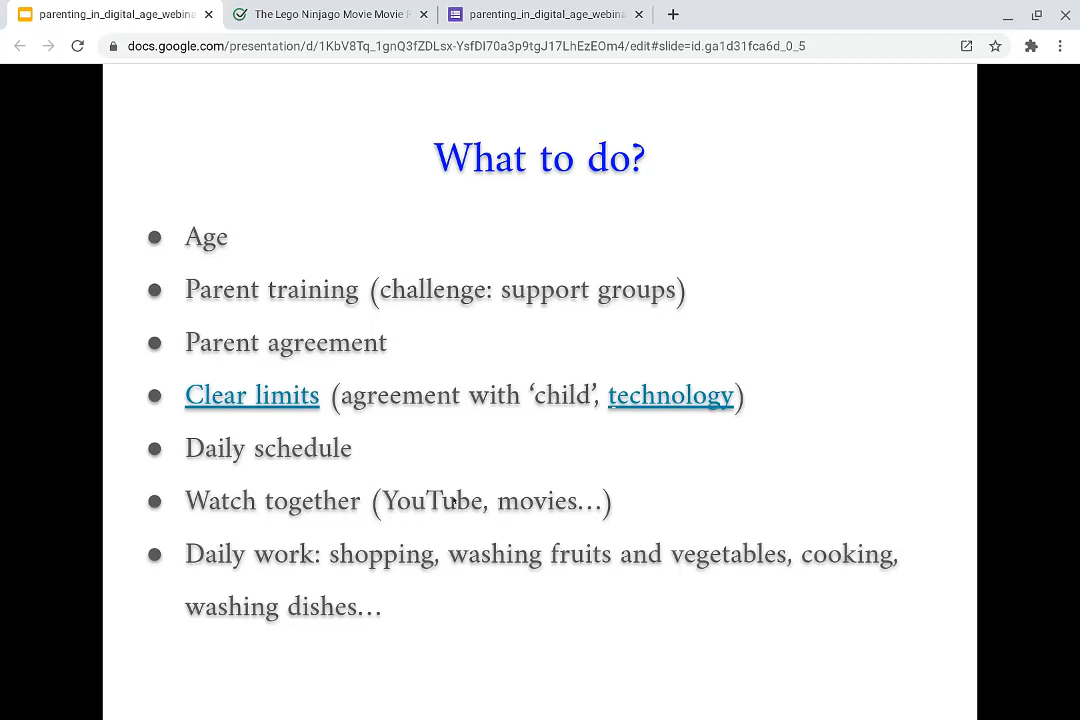 parenting_in_digital_age_webina
The Lego Ninjago Movie Movie
parenting_in_digital_age_webina
docs.google.com/presentation/d/1KbV8Tq_1gnQ3fZDLsx-YsfDI70a3p9tgJ17LhEzEOm4/edit#slide=id.ga1d31fca6d_0_5
What to do?
● Age
● Parent training (challenge: support groups)
● Parent agreement
● Clear limits (agreement with ‘child’, technology)
● Daily schedule
● Watch together (YouTube, movies…)
● Daily work: shopping, washing fruits and vegetables, cooking,
washing dishes…